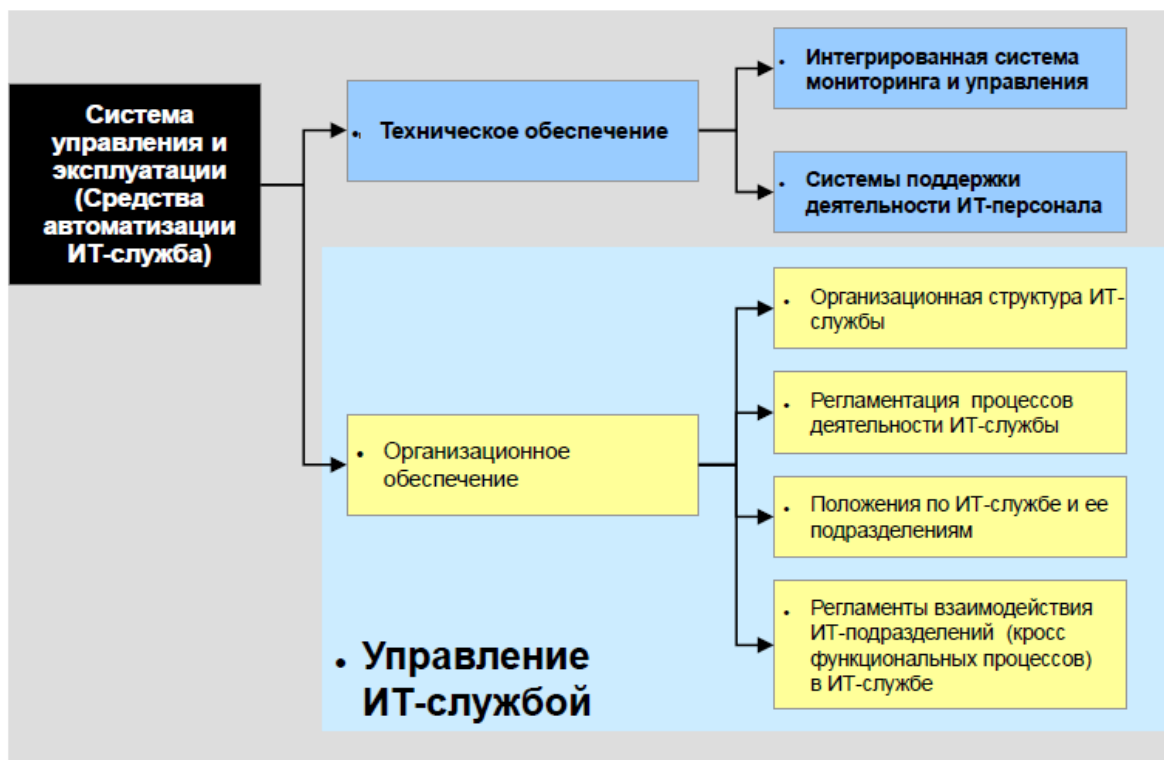 Система
управления и
эксплуатации
(Средства
автоматизации
ИТ-служба)
• Техническое обеспечение
• Интегрированная система
мониторинга и управления
• Системы поддержки
деятельности ИТ-персонала
• Организационное
обеспечение
• Организационная структура ИТ-
службы
• Регламентация процессов
деятельности ИТ-службы
• Положения по ИТ-службе и ее
подразделениям
• Регламенты взаимодействия
ИТ-подразделений (кросс
функциональных процессов)
в ИТ-службе
• Управление
ИТ-службой